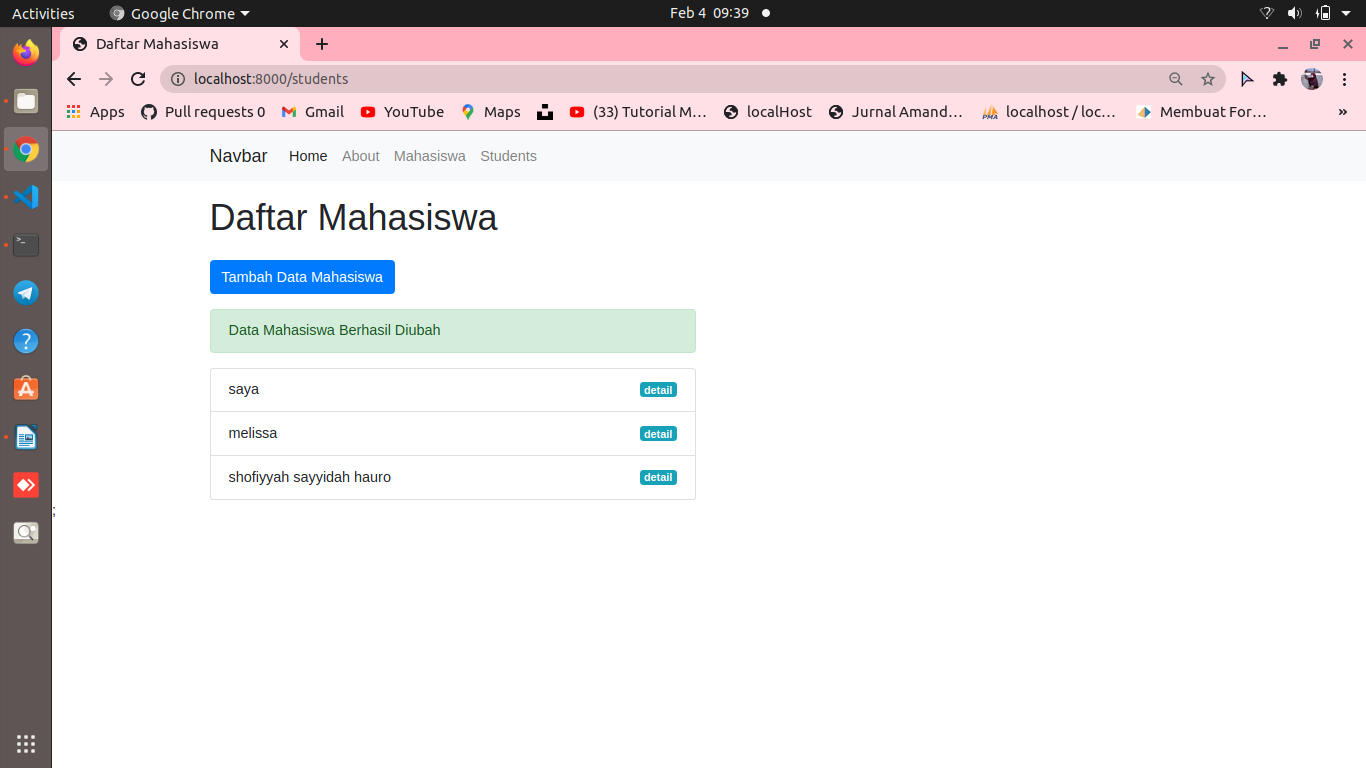 Activities Google Chrome Feb 4 09:39
Daftar Mahasiswa
localhost:8000/students
Apps Pull requests 0 Gmail YouTube Maps (33) Tutorial M… localHost Jurnal Amand… PMA localhost / loc… Membuat For… »
Navbar Home About Mahasiswa Students
Daftar Mahasiswa
Tambah Data Mahasiswa
Data Mahasiswa Berhasil Diubah
saya detail
melissa detail
shofiyyah sayyidah hauro detail
;